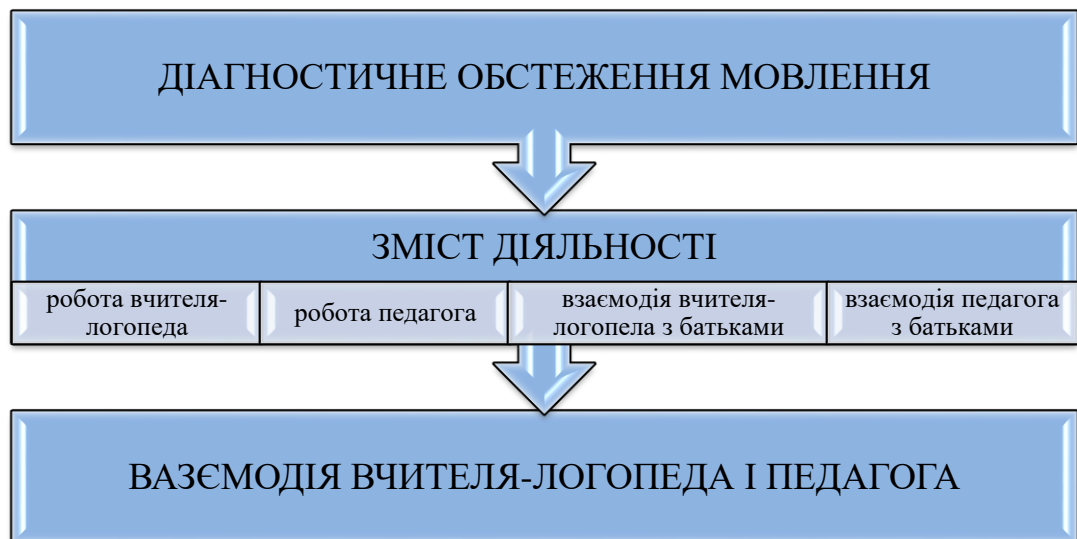 ДІАГНОСТИЧНЕ ОБСТЕЖЕННЯ МОВЛЕННЯ
ЗМІСТ ДІЯЛЬНОСТІ
робота вчителя-
логопеда
робота педагога
взаємодія вчителя-
логопела з батьками
взаємодія педагога
з батьками
ВАЗЄМОДІЯ ВЧИТЕЛЯ-ЛОГОПЕДА І ПЕДАГОГА